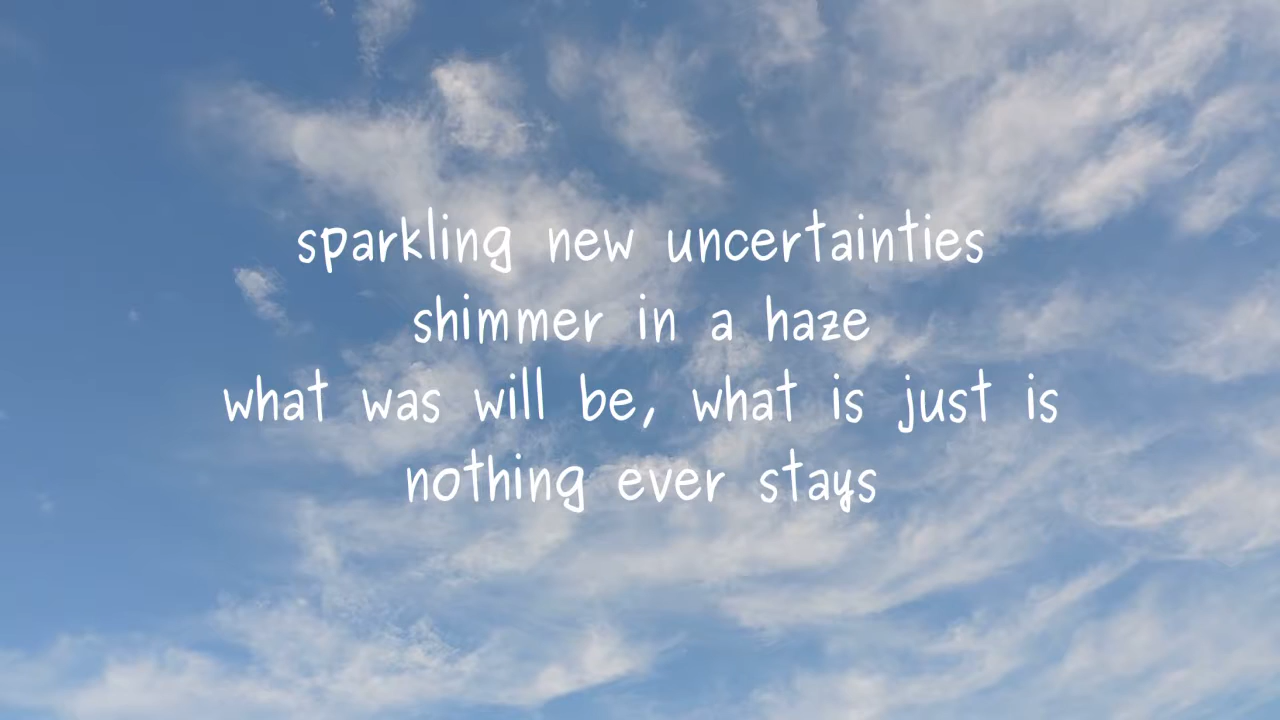 sparkling new uncertainties
shimmer in a haze
what was will be, what is just is
nothing ever stays